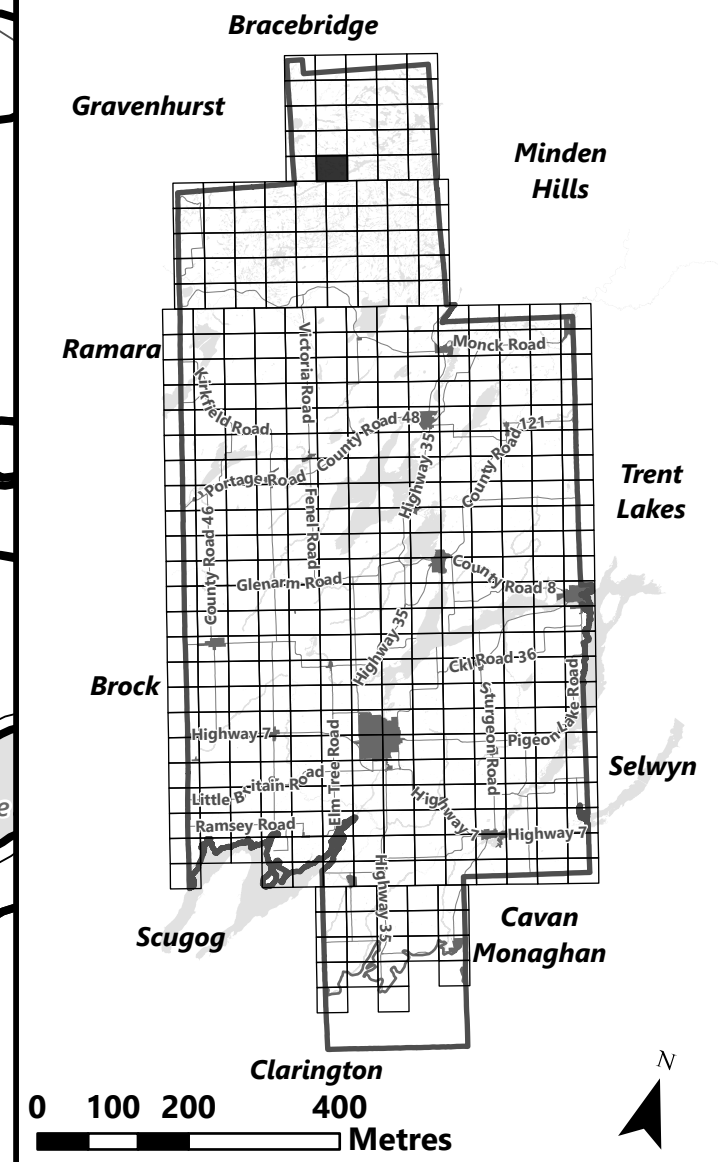 Bracebridge
Gravenhurst
Minden
Hills
Ramara
Monck Road
Victoria Road
Kirkfield Road
County Road 48
121
County Road
Highway 35
Portage Road
Trent
Lakes
Fenel Road
County Road 46
Glenarm Road
County Road 8
Highway 35
CKL Road 36
Brock
Pigeon Lake Road
Sturgeon Road
Highway 7
Elm Tree Road
Selwyn
Little Britain Road
Highway 7
Ramsey Road
Highway 7
Highway 35
Scugog
Cavan
Monaghan
Clarington
N
0 100 200 400
Metres
e